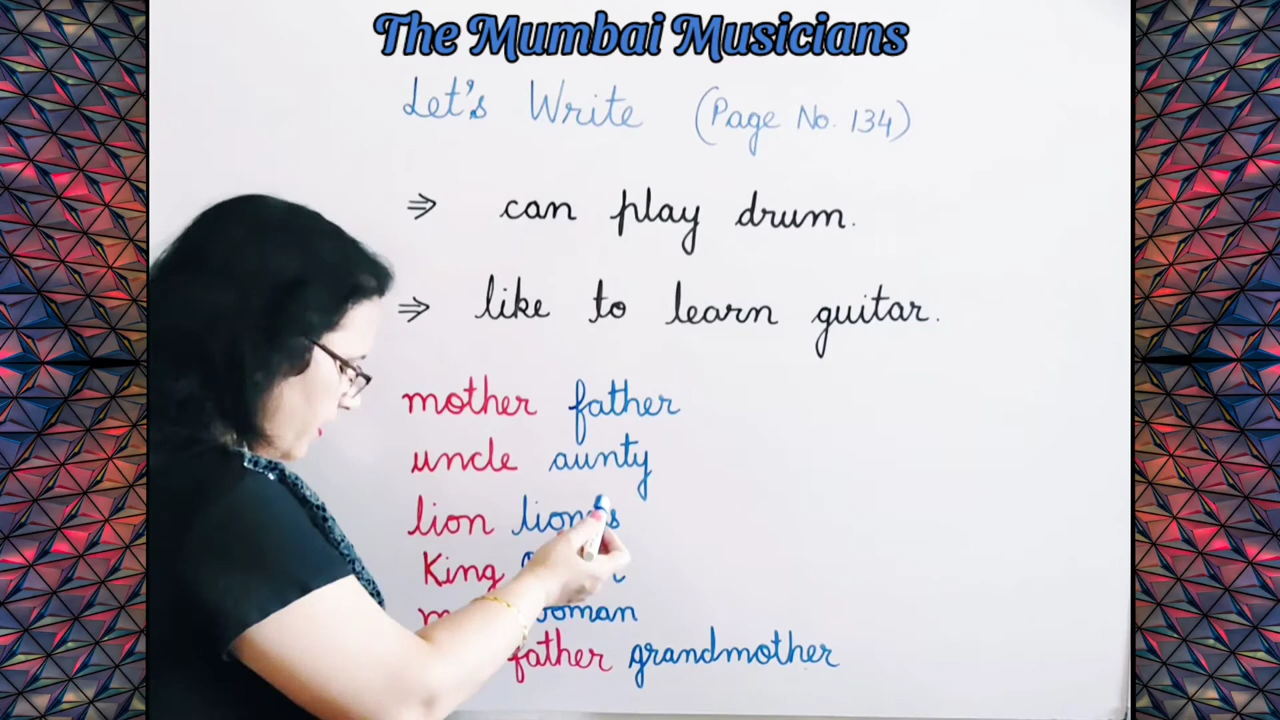 The Mumbai Musicians
Let's Write (Page No. 134)
⇒ can play drum.
⇒ like to learn guitar.
mother father
uncle aunty
lion
King
woman
father grandmother